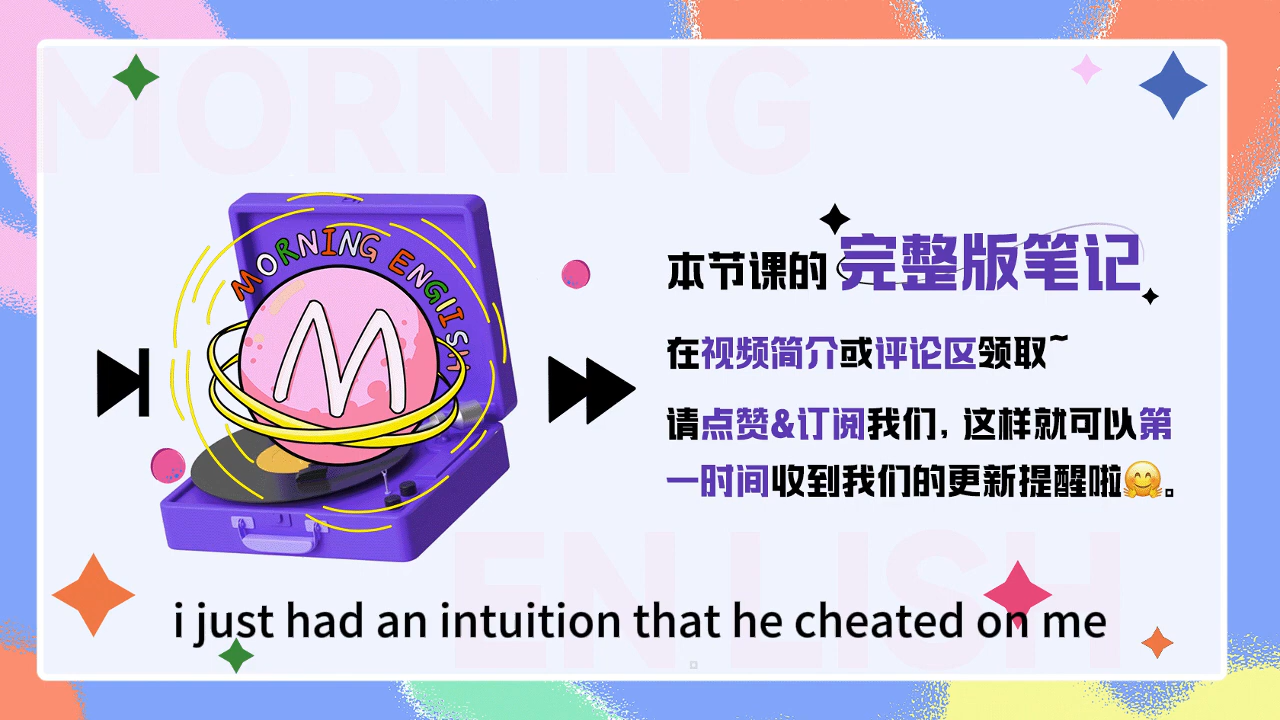 MORNING
MORNING ENGLISH
M
本节课的 完整版笔记
在视频简介或评论区领取~
请点赞&订阅我们, 这样就可以第
一时间收到我们的更新提醒啦🤗。
EN LISH
i just had an intuition that he cheated on me